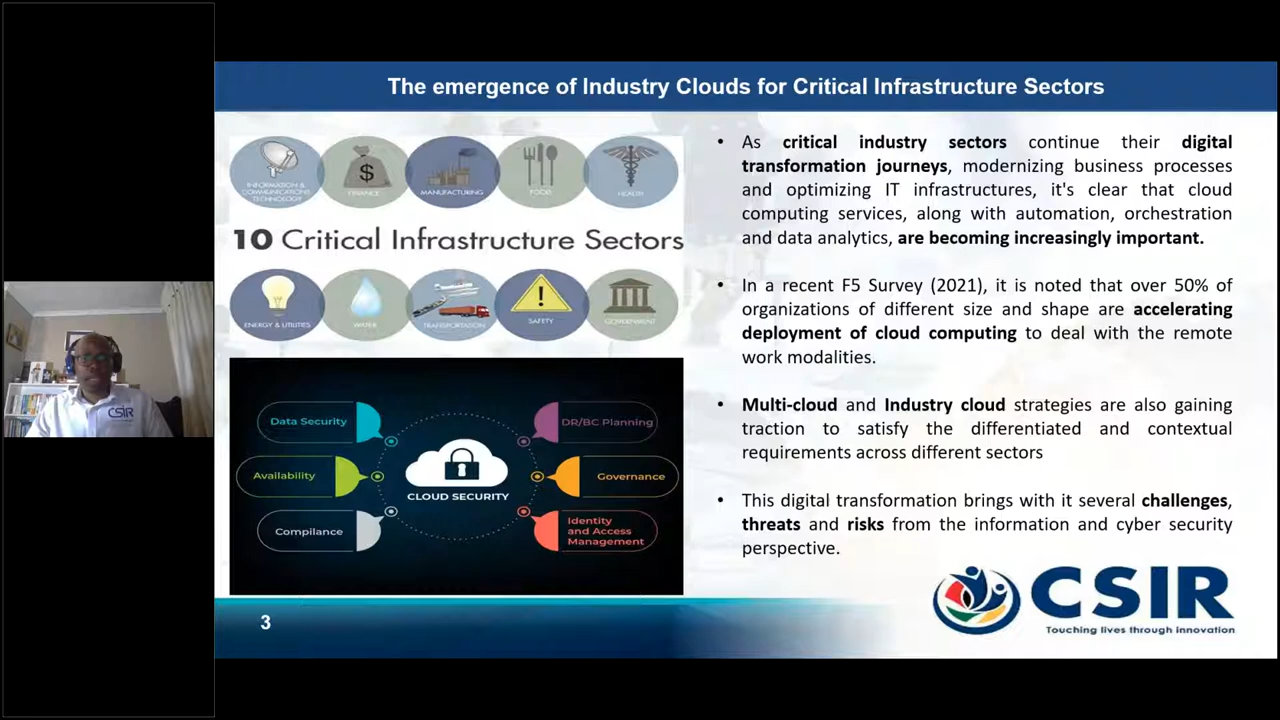 The emergence of Industry Clouds for Critical Infrastructure Sectors
INFORMATION &
COMMUNICATIONS
TECHNOLOGY
FINANCE
MANUFACTURING
FOOD
HEALTH
10 Critical Infrastructure Sectors
ENERGY & UTILITIES
WATER
TRANSPORTATION
SAFETY
GOVERNMENT
Data Security
Availability
Compliance
CLOUD SECURITY
DR/BC Planning
Governance
Identity
and Access
Management
• As critical industry sectors continue their digital
transformation journeys, modernizing business processes
and optimizing IT infrastructures, it's clear that cloud
computing services, along with automation, orchestration
and data analytics, are becoming increasingly important.
• In a recent F5 Survey (2021), it is noted that over 50% of
organizations of different size and shape are accelerating
deployment of cloud computing to deal with the remote
work modalities.
• Multi-cloud and Industry cloud strategies are also gaining
traction to satisfy the differentiated and contextual
requirements across different sectors
• This digital transformation brings with it several challenges,
threats and risks from the information and cyber security
perspective.
CSIR
Touching lives through innovation
3
CSIR